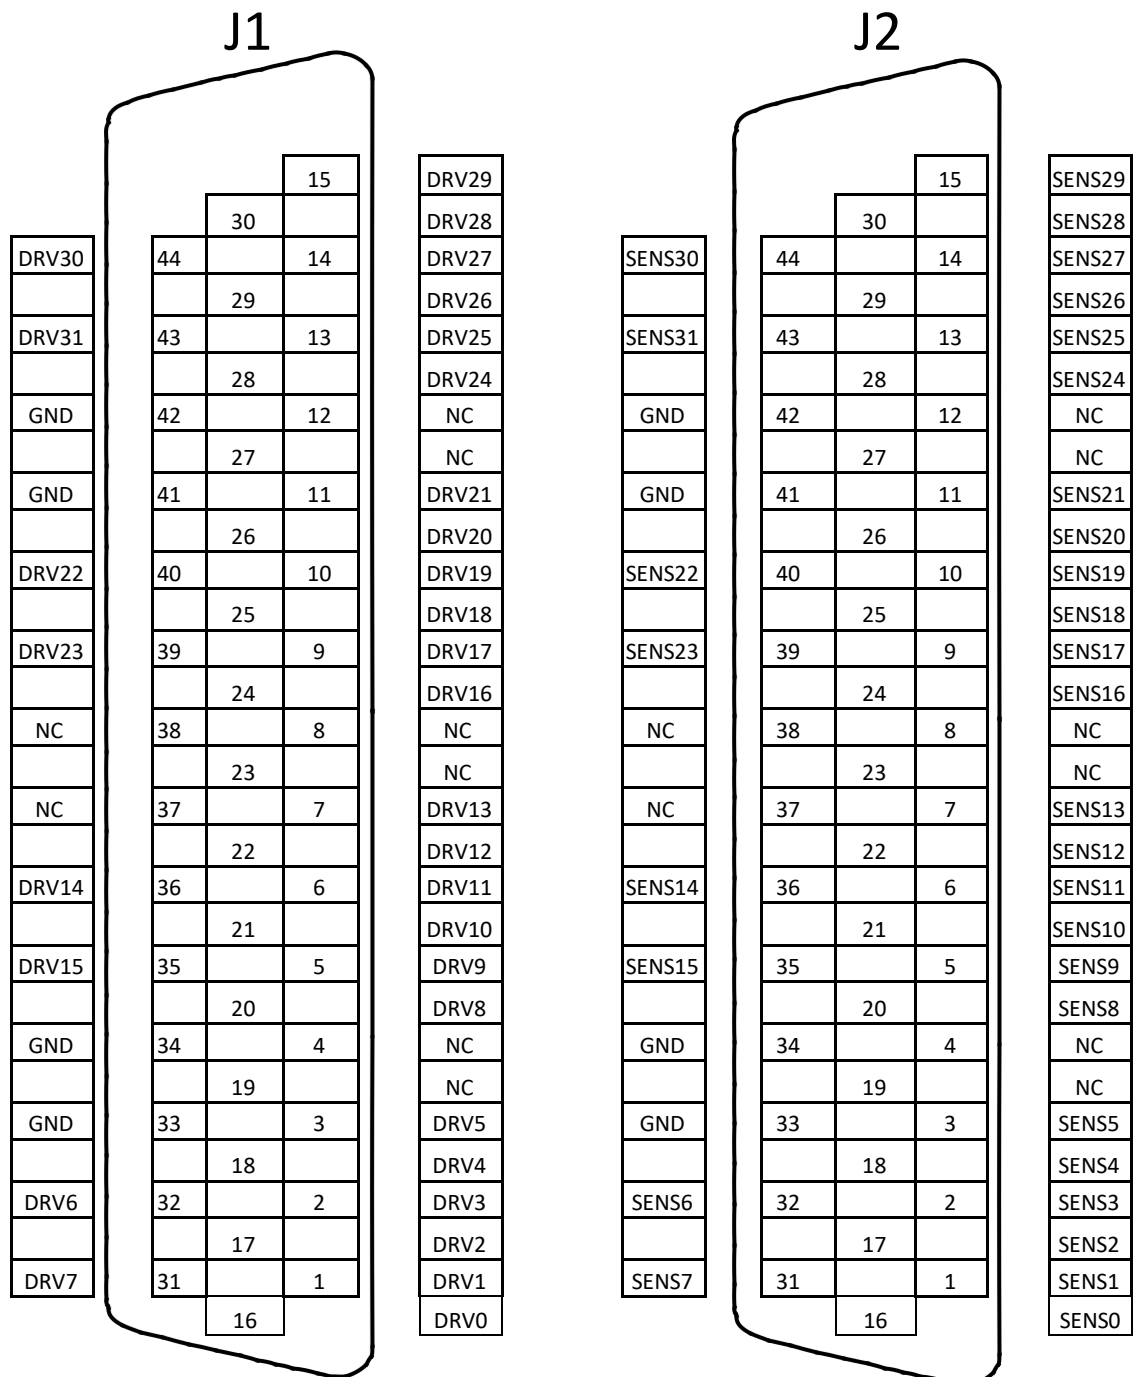 J1 J2
15 DRV29 15 SENS29
30 DRV28 30 SENS28
DRV30 44 14 DRV27 SENS30 44 14 SENS27
29 DRV26 29 SENS26
DRV31 43 13 DRV25 SENS31 43 13 SENS25
28 DRV24 28 SENS24
GND 42 12 NC GND 42 12 NC
27 NC 27 NC
GND 41 11 DRV21 GND 41 11 SENS21
26 DRV20 26 SENS20
DRV22 40 10 DRV19 SENS22 40 10 SENS19
25 DRV18 25 SENS18
DRV23 39 9 DRV17 SENS23 39 9 SENS17
24 DRV16 24 SENS16
NC 38 8 NC NC 38 8 NC
23 NC 23 NC
NC 37 7 DRV13 NC 37 7 SENS13
22 DRV12 22 SENS12
DRV14 36 6 DRV11 SENS14 36 6 SENS11
21 DRV10 21 SENS10
DRV15 35 5 DRV9 SENS15 35 5 SENS9
20 DRV8 20 SENS8
GND 34 4 NC GND 34 4 NC
19 NC 19 NC
GND 33 3 DRV5 GND 33 3 SENS5
18 DRV4 18 SENS4
DRV6 32 2 DRV3 SENS6 32 2 SENS3
17 DRV2 17 SENS2
DRV7 31 1 DRV1 SENS7 31 1 SENS1
16 DRV0 16 SENS0